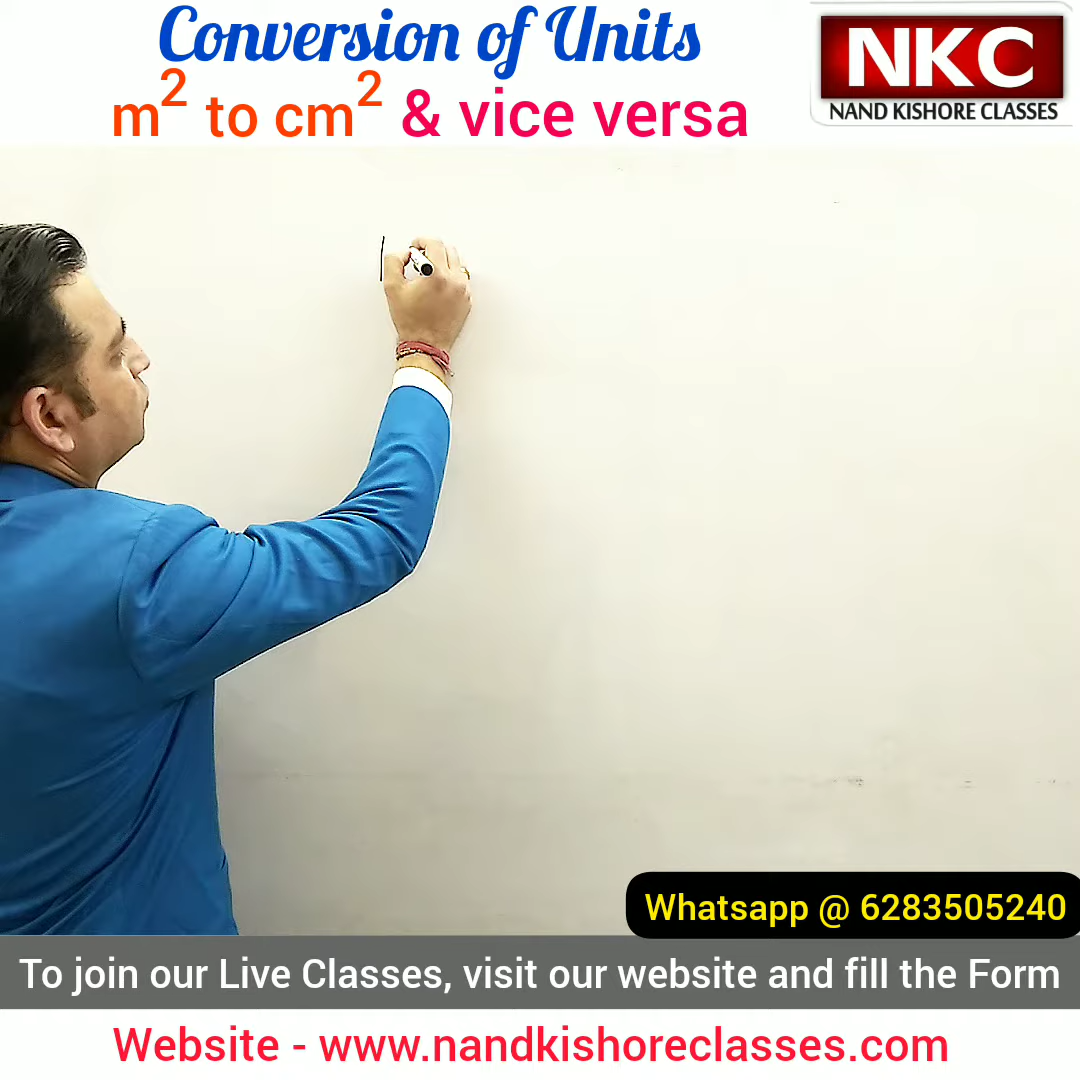 Conversion of Units
m² to cm² & vice versa
NKC
NAND KISHORE CLASSES
Whatsapp @ 6283505240
To join our Live Classes, visit our website and fill the Form
Website - www.nandkishoreclasses.com